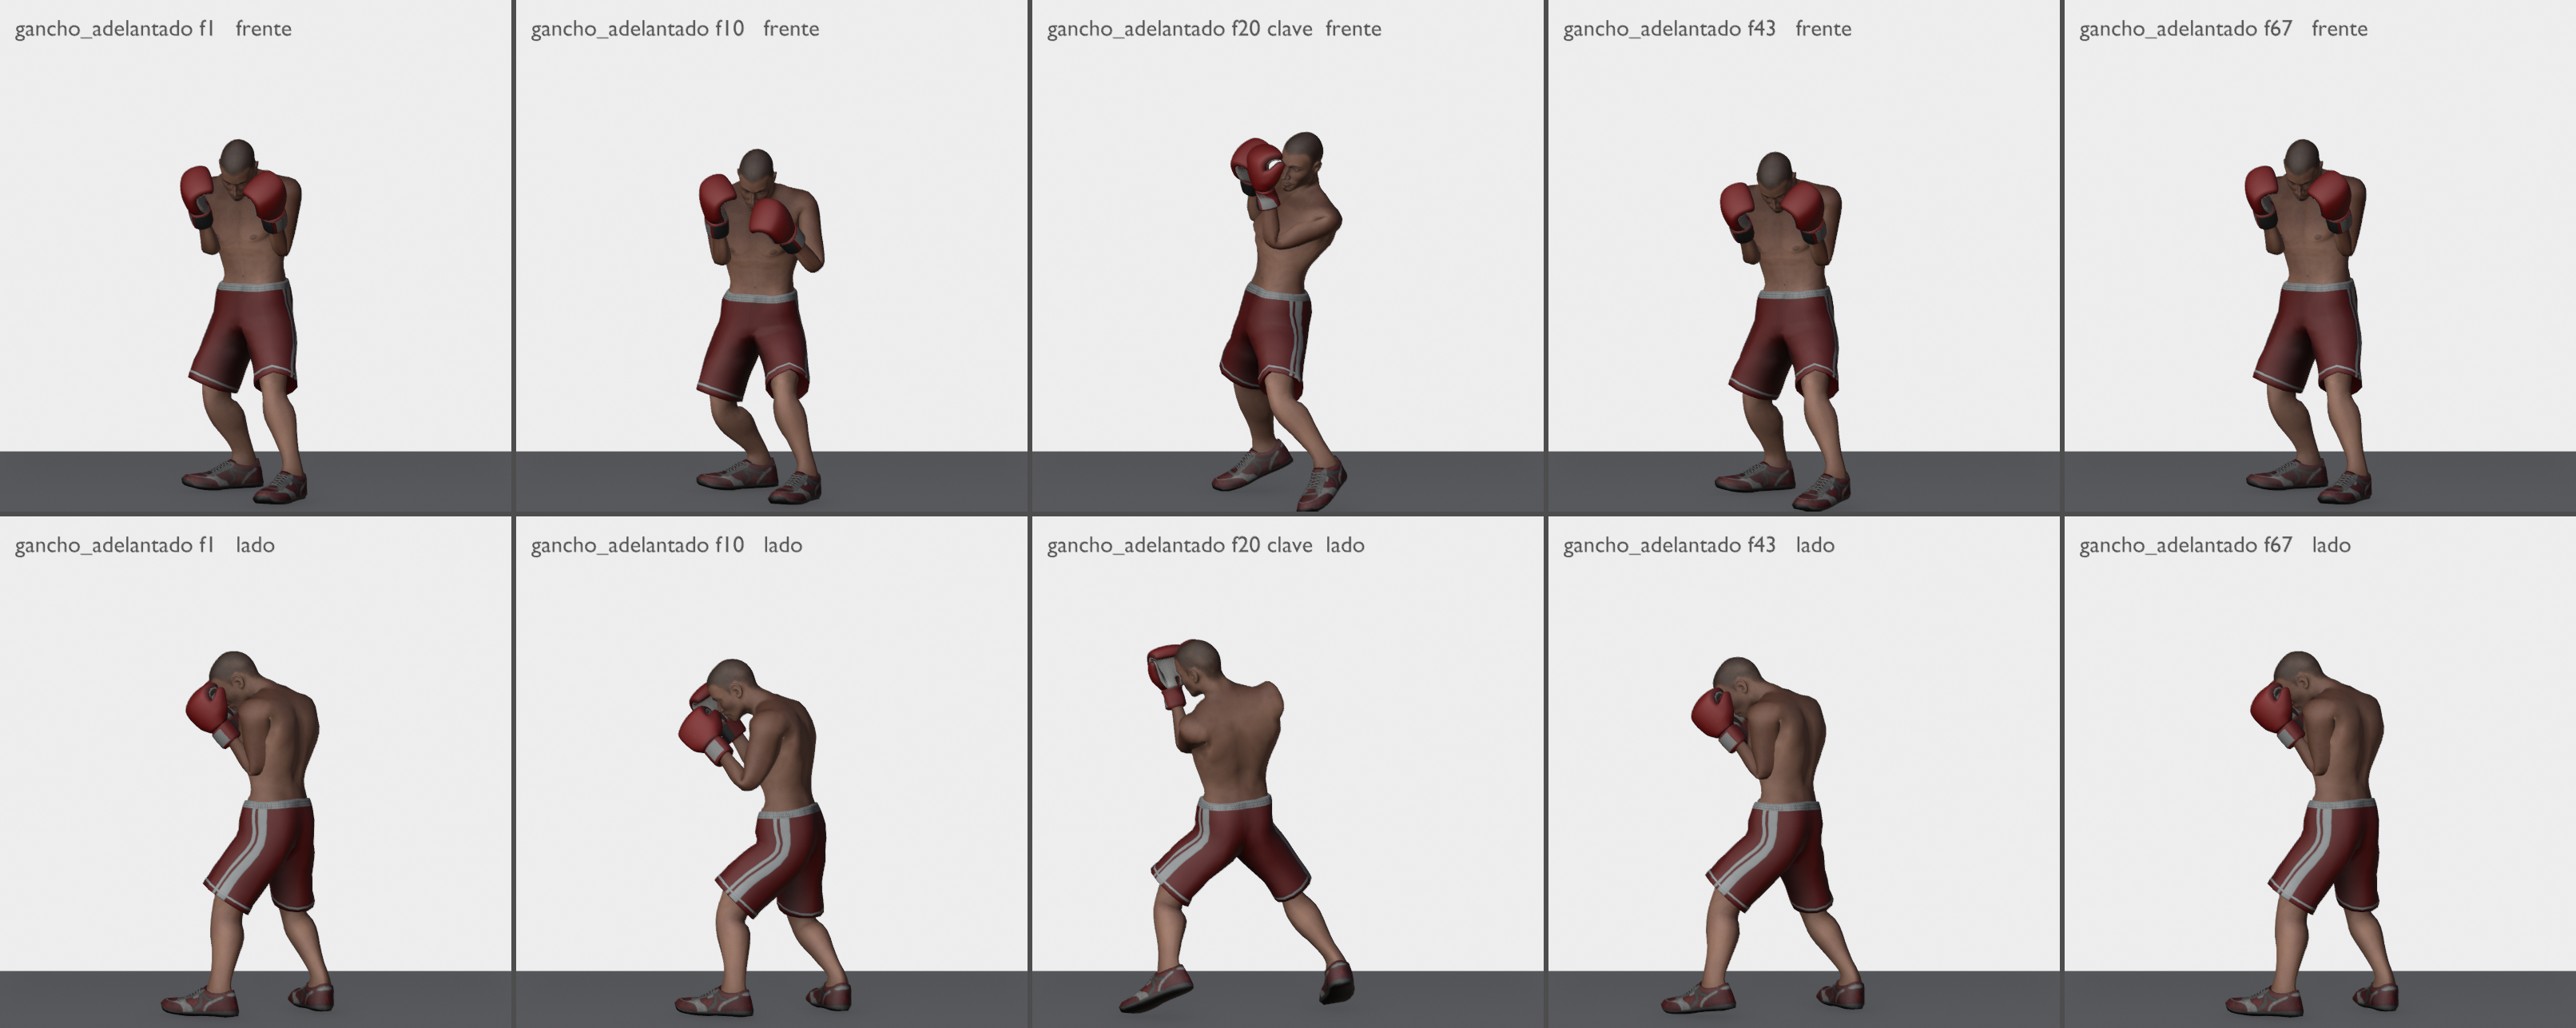 gancho_adelantado f1 frente
gancho_adelantado f10 frente
gancho_adelantado f20 clave frente
gancho_adelantado f43 frente
gancho_adelantado f67 frente
gancho_adelantado f1 lado
gancho_adelantado f10 lado
gancho_adelantado f20 clave lado
gancho_adelantado f43 lado
gancho_adelantado f67 lado